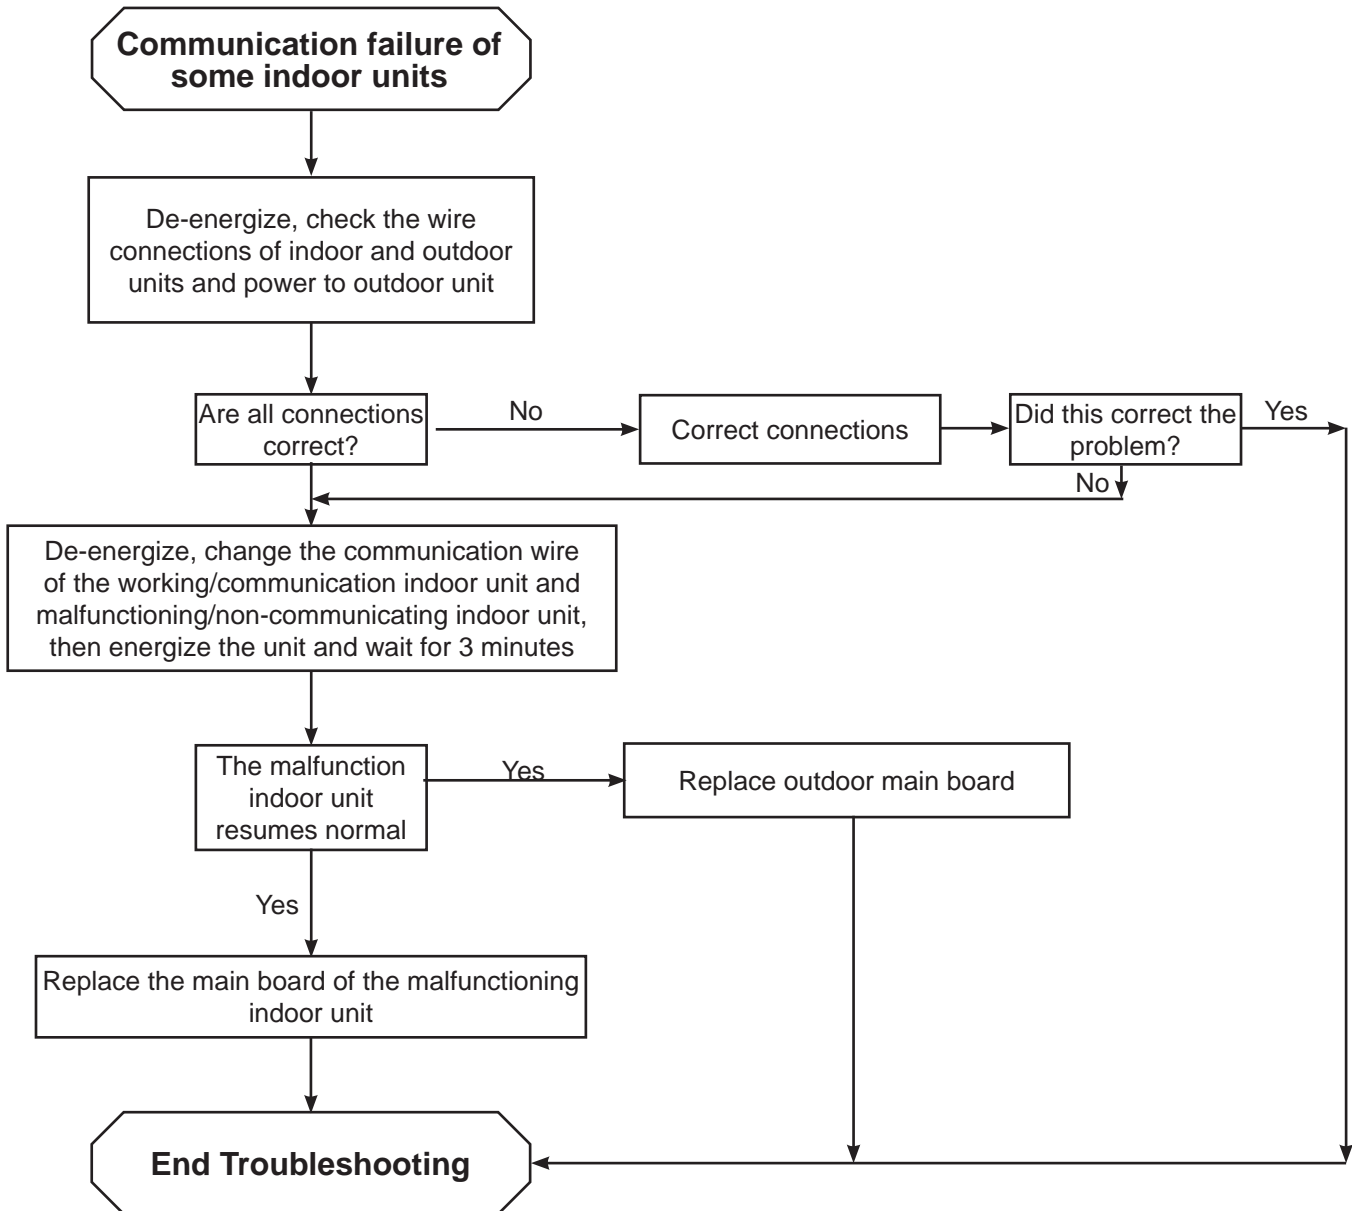 Communication failure of
some indoor units
De-energize, check the wire
connections of indoor and outdoor
units and power to outdoor unit
Are all connections
correct?
No
Correct connections
Did this correct the
problem?
Yes
No
De-energize, change the communication wire
of the working/communication indoor unit and
malfunctioning/non-communicating indoor unit,
then energize the unit and wait for 3 minutes
The malfunction
indoor unit
resumes normal
Yes
Replace outdoor main board
Yes
Replace the main board of the malfunctioning
indoor unit
End Troubleshooting